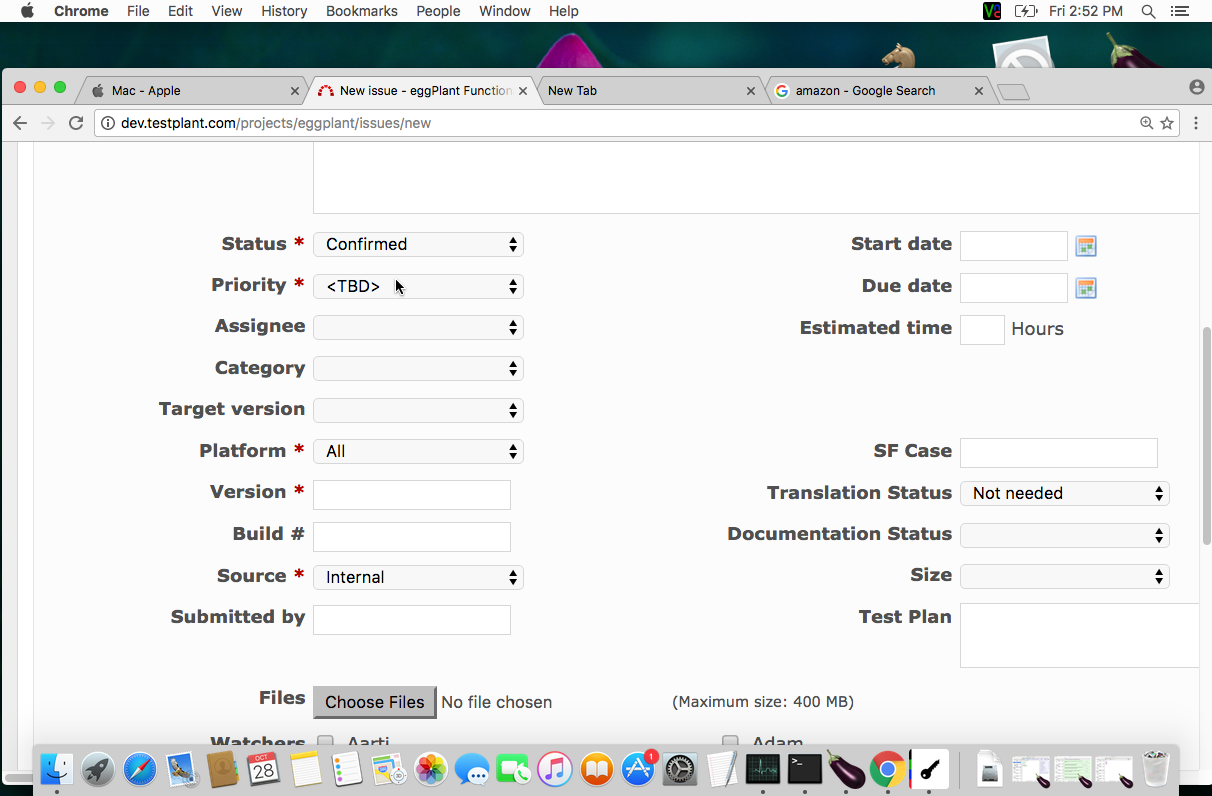 Chrome File Edit View History Bookmarks People Window Help Fri 2:52 PM
Mac - Apple New issue - eggPlant Function New Tab amazon - Google Search
dev.testplant.com/projects/eggplant/issues/new
Status * Confirmed Start date
Priority * <TBD> Due date
Assignee Estimated time Hours
Category
Target version
Platform * All SF Case
Version * Translation Status Not needed
Build # Documentation Status
Source * Internal Size
Submitted by Test Plan
Files Choose Files No file chosen (Maximum size: 400 MB)
Watchers Aarti Adam
OCT
28
30
1